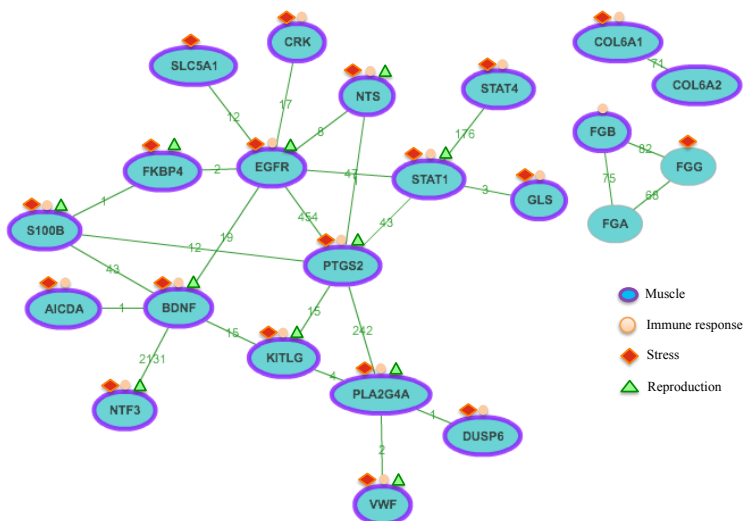 CRK
COL6A1
SLC5A1
71
COL6A2
NTS
STAT4
17
12
8
176
FGB
82
FGG
FKBP4
2
EGFR
47
1
STAT1
3
GLS
75
68
1
454
43
FGA
S100B
19
12
PTGS2
43
AICDA
1
BDNF
15
Muscle
15
242
Immune response
2131
KITLG
Stress
4
PLA2G4A
Reproduction
NTF3
1
DUSP6
2
VWF